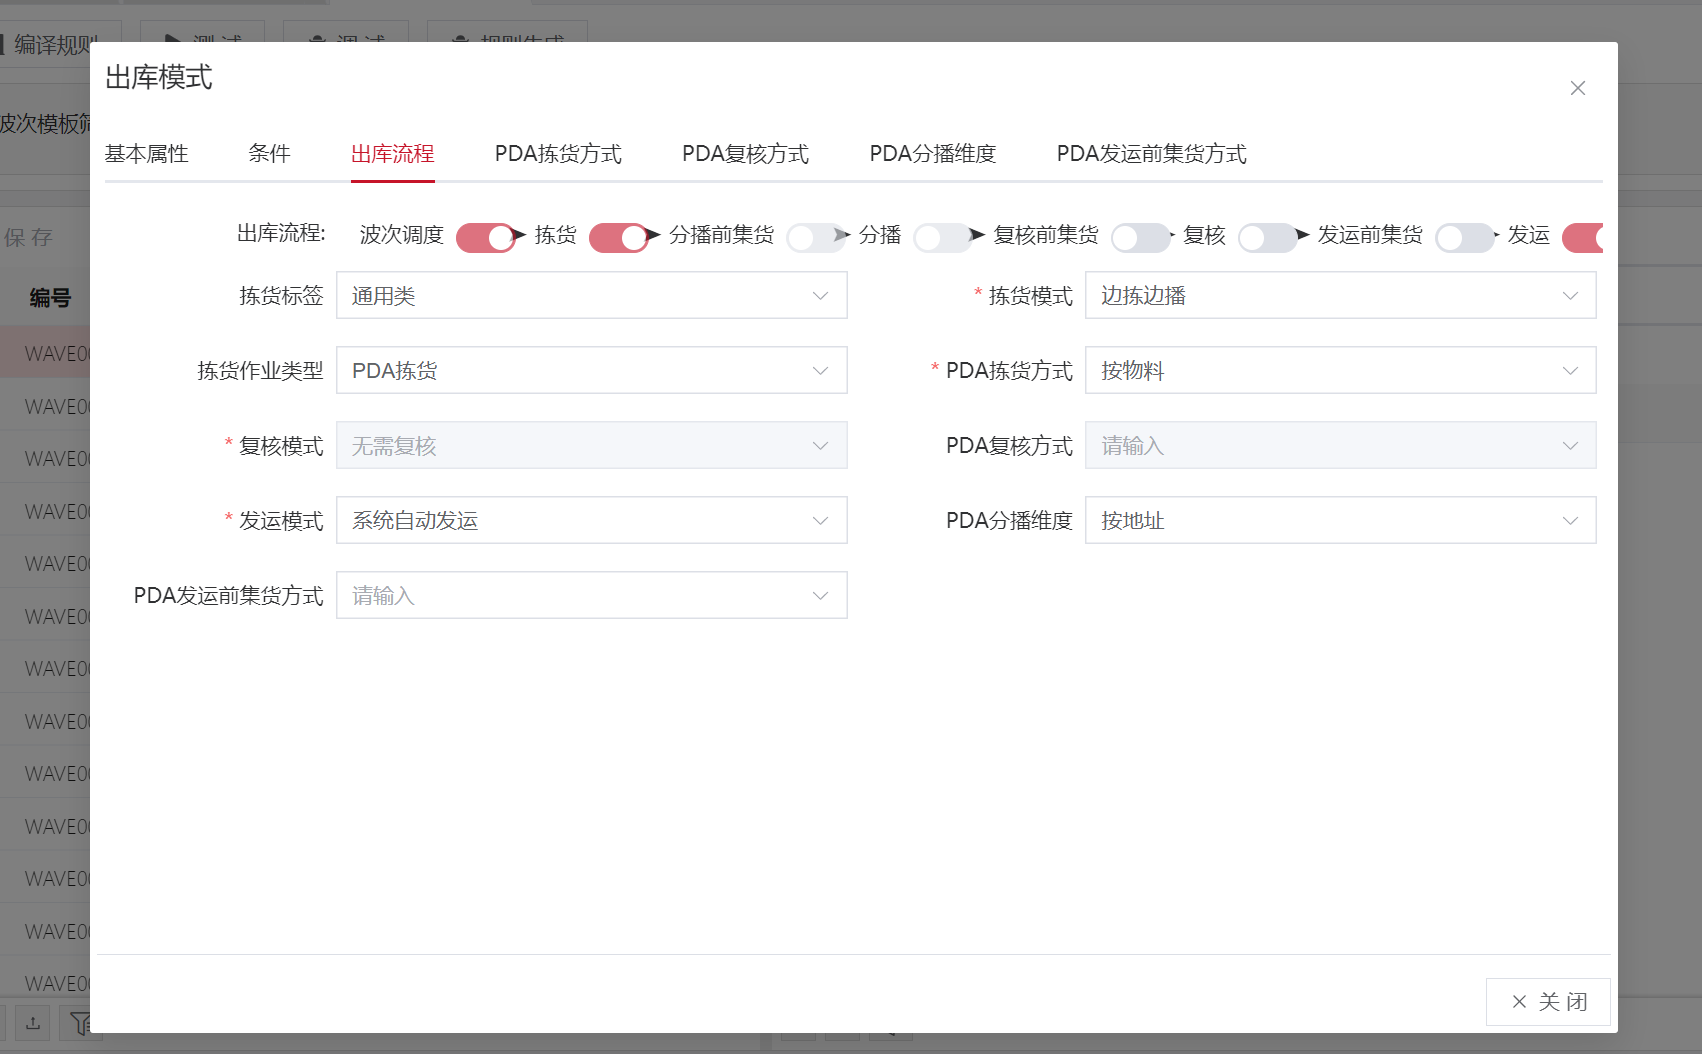 编译规则
测 试
调 试
规则生成
波次模板
保 存
编号
WAVE0
WAVE0
WAVE0
WAVE0
WAVE0
WAVE0
WAVE0
WAVE0
WAVE0
WAVE0
WAVE0
WAVE0
WAVE0
出库模式
基本属性 条件 出库流程 PDA拣货方式 PDA复核方式 PDA分播维度 PDA发运前集货方式
出库流程: 波次调度 拣货 分播前集货 分播 复核前集货 复核 发运前集货 发运
拣货标签 通用类 * 拣货模式 边拣边播
拣货作业类型 PDA拣货 * PDA拣货方式 按物料
* 复核模式 无需复核 PDA复核方式 请输入
* 发运模式 系统自动发运 PDA分播维度 按地址
PDA发运前集货方式 请输入
关 闭